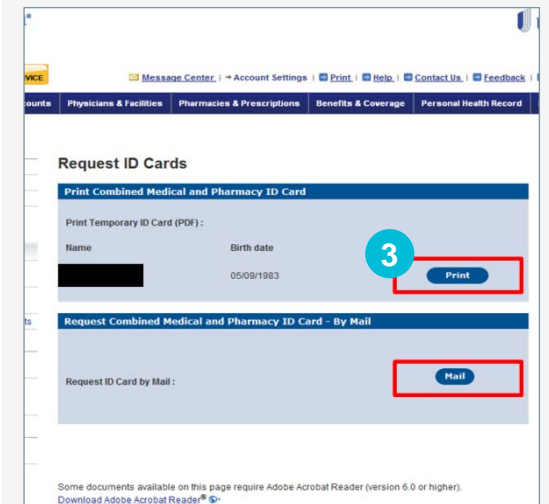 VICE
Message Center | Account Settings | Print | Help | Contact Us | Feedback |
ounts Physicians & Facilities Pharmacies & Prescriptions Benefits & Coverage Personal Health Record
Request ID Cards
Print Combined Medical and Pharmacy ID Card
Print Temporary ID Card (PDF) :
Name Birth date
3
05/09/1983 Print
ts
Request Combined Medical and Pharmacy ID Card - By Mail
Mail
Request ID Card by Mail :
Some documents available on this page require Adobe Acrobat Reader (version 6.0 or higher).
Download Adobe Acrobat Reader®